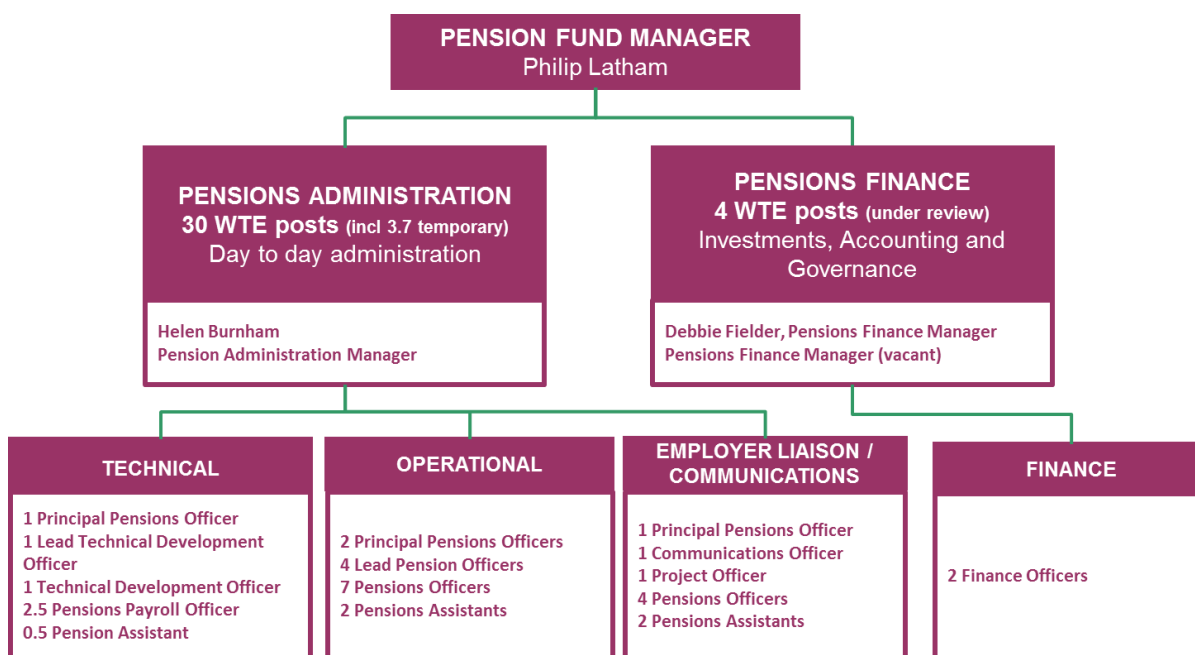 PENSION FUND MANAGER
Philip Latham
PENSIONS ADMINISTRATION
30 WTE posts (incl 3.7 temporary)
Day to day administration
Helen Burnham
Pension Administration Manager
PENSIONS FINANCE
4 WTE posts (under review)
Investments, Accounting and
Governance
Debbie Fielder, Pensions Finance Manager
Pensions Finance Manager (vacant)
TECHNICAL
1 Principal Pensions Officer
1 Lead Technical Development
Officer
1 Technical Development Officer
2.5 Pensions Payroll Officer
0.5 Pension Assistant
OPERATIONAL
2 Principal Pensions Officers
4 Lead Pension Officers
7 Pensions Officers
2 Pensions Assistants
EMPLOYER LIAISON /
COMMUNICATIONS
1 Principal Pensions Officer
1 Communications Officer
1 Project Officer
4 Pensions Officers
2 Pensions Assistants
FINANCE
2 Finance Officers